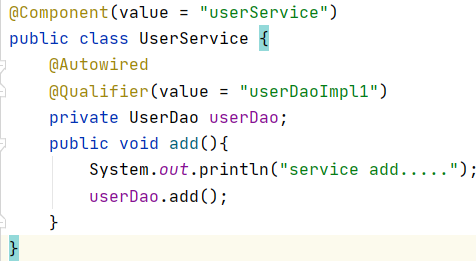 @Component(value = "userService")
public class UserService {
    @Autowired
    @Qualifier(value = "userDaoImpl1")
    private UserDao userDao;
    public void add(){
        System.out.println("service add.....");
        userDao.add();
    }
}